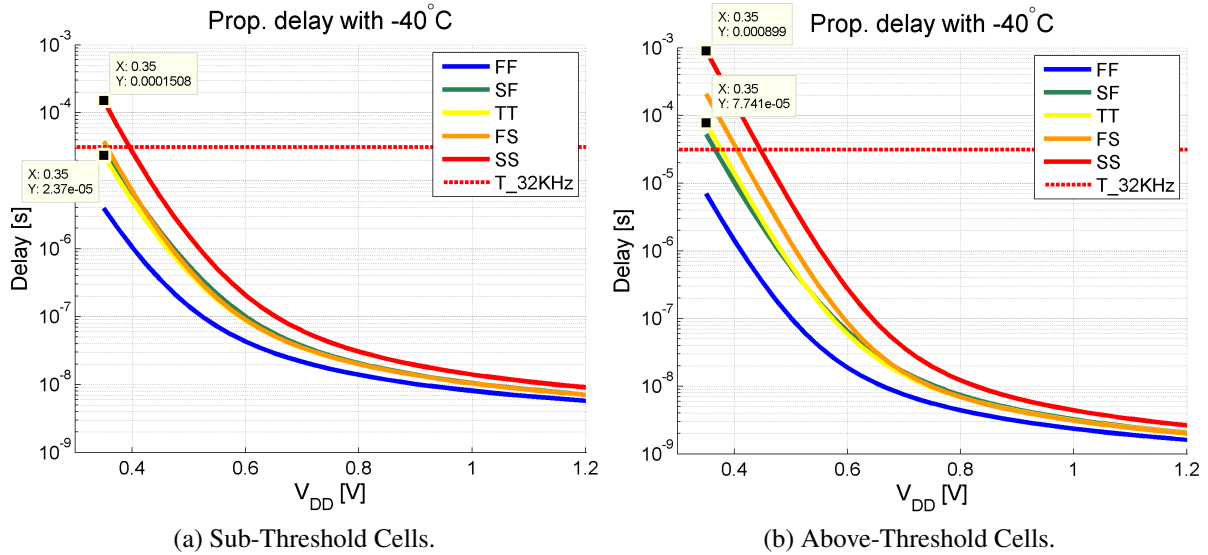 Prop. delay with -40°C
X: 0.35
Y: 0.0001508
X: 0.35
Y: 2.37e-05
FF
SF
TT
FS
SS
T_32KHz
Delay [s]
10^-3
10^-4
10^-6
10^-7
10^-8
10^-9
0.4
0.6
0.8
1
1.2
V_DD [V]
(a) Sub-Threshold Cells.
Prop. delay with -40°C
X: 0.35
Y: 0.000899
X: 0.35
Y: 7.741e-05
FF
SF
TT
FS
SS
T_32KHz
Delay [s]
10^-3
10^-4
10^-5
10^-6
10^-7
10^-8
10^-9
0.4
0.6
0.8
1
1.2
V_DD [V]
(b) Above-Threshold Cells.